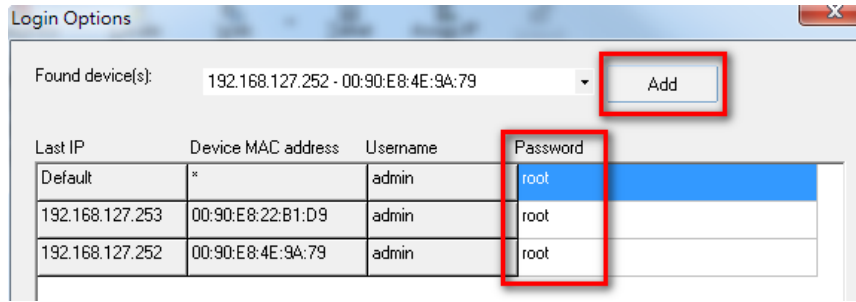 Login Options
Found device(s): 192.168.127.252 - 00:90:E8:4E:9A:79 Add
Last IP Device MAC address Username Password
Default * admin root
192.168.127.253 00:90:E8:22:B1:D9 admin root
192.168.127.252 00:90:E8:4E:9A:79 admin root